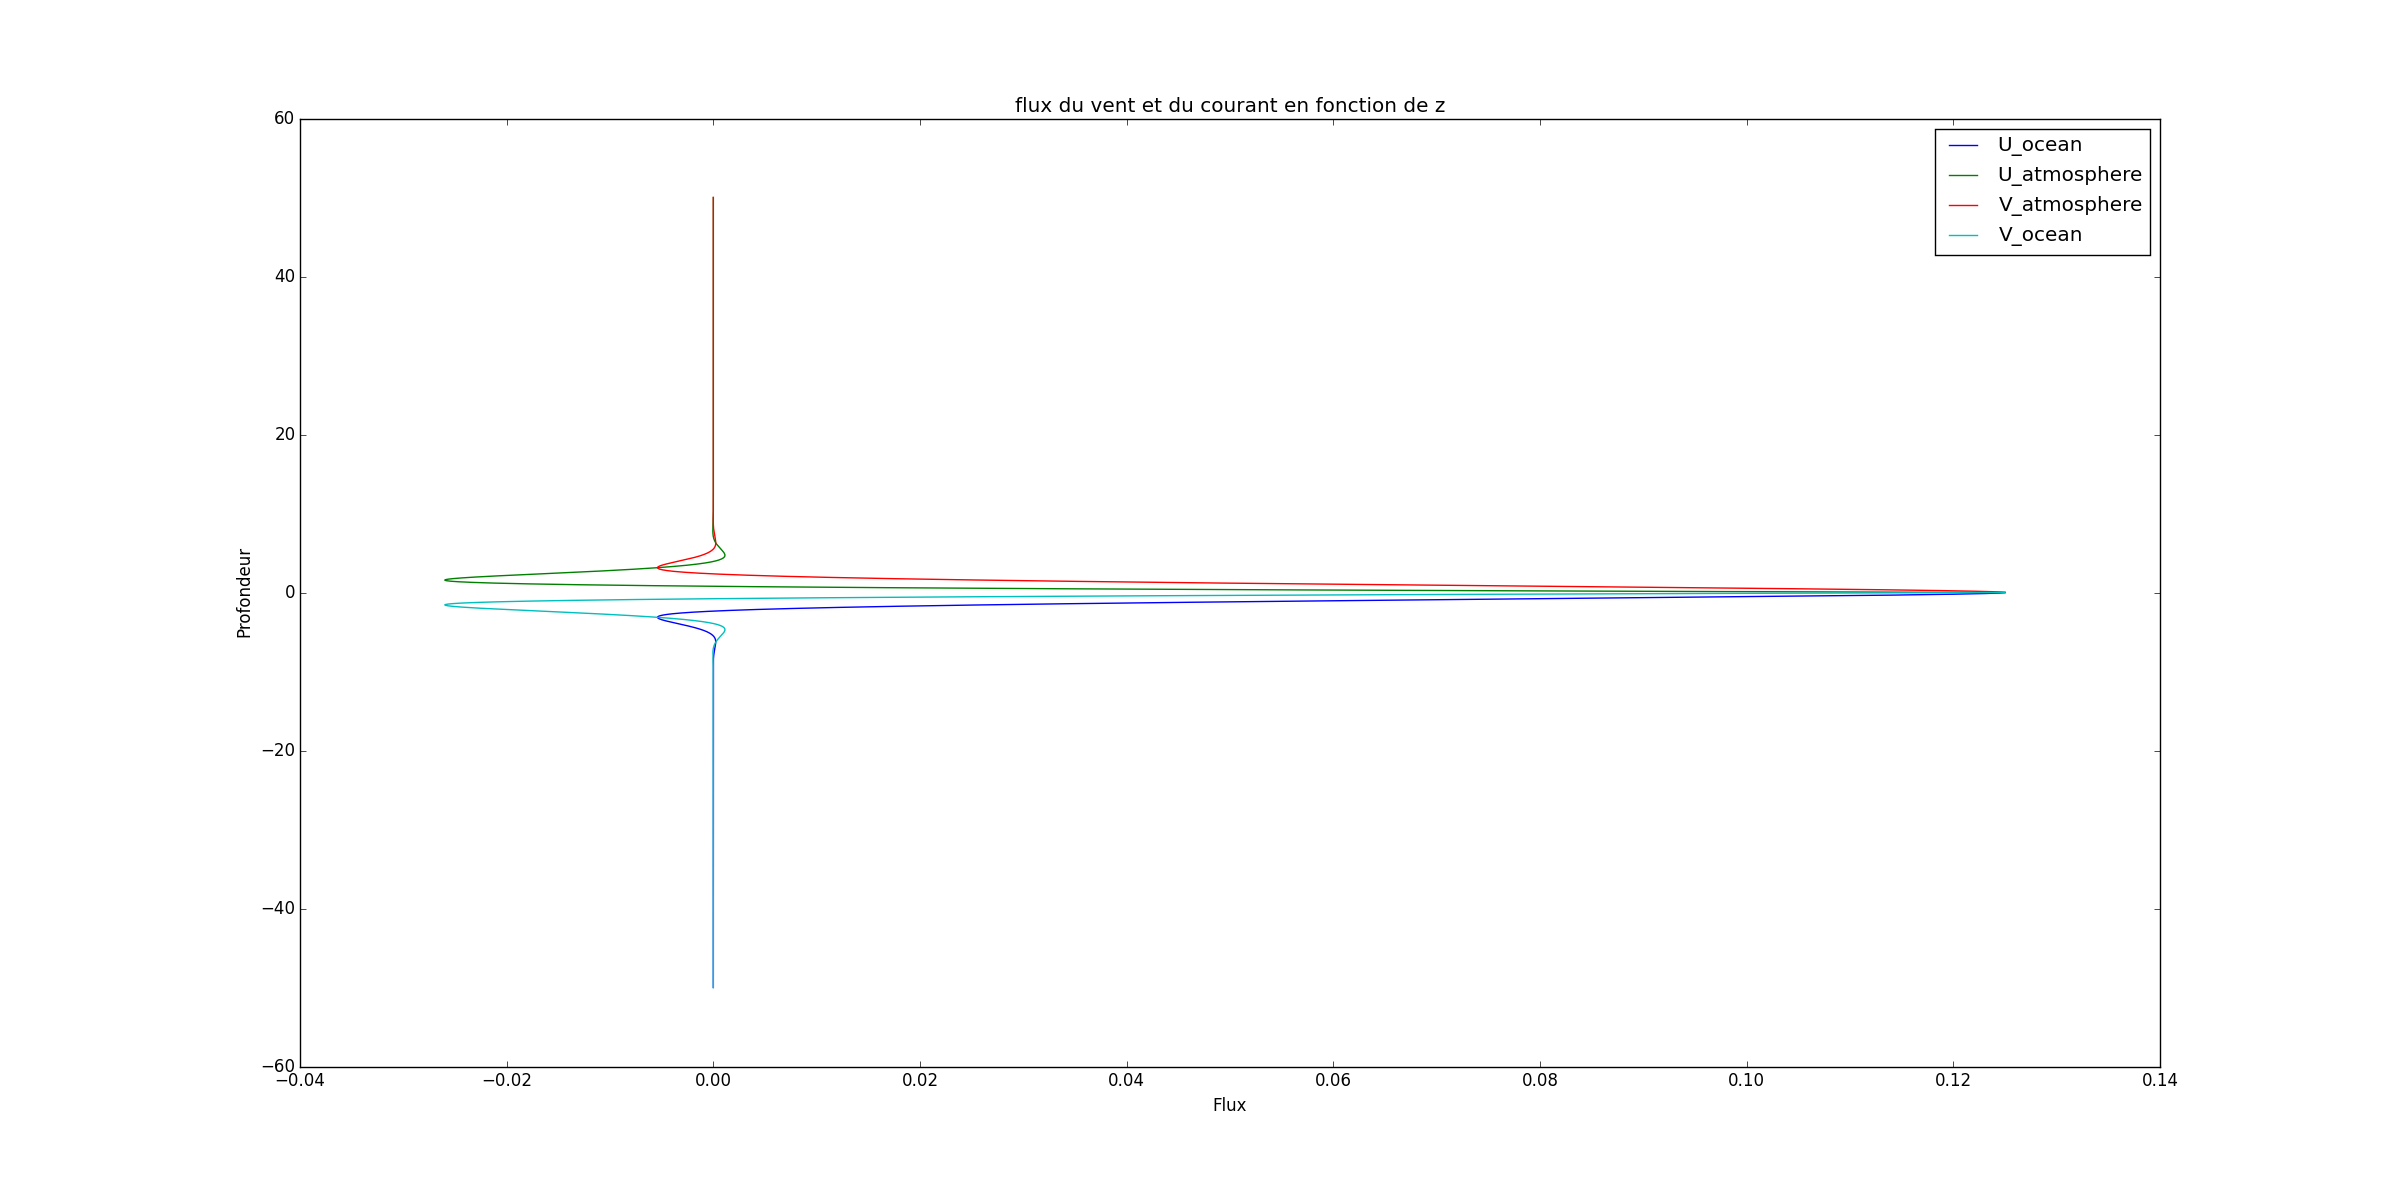 flux du vent et du courant en fonction de z
U_ocean
U_atmosphere
V_atmosphere
V_ocean
60
40
20
0
−20
−40
−60
Profondeur
−0.04
−0.02
0.00
0.02
0.04
0.06
0.08
0.10
0.12
0.14
Flux